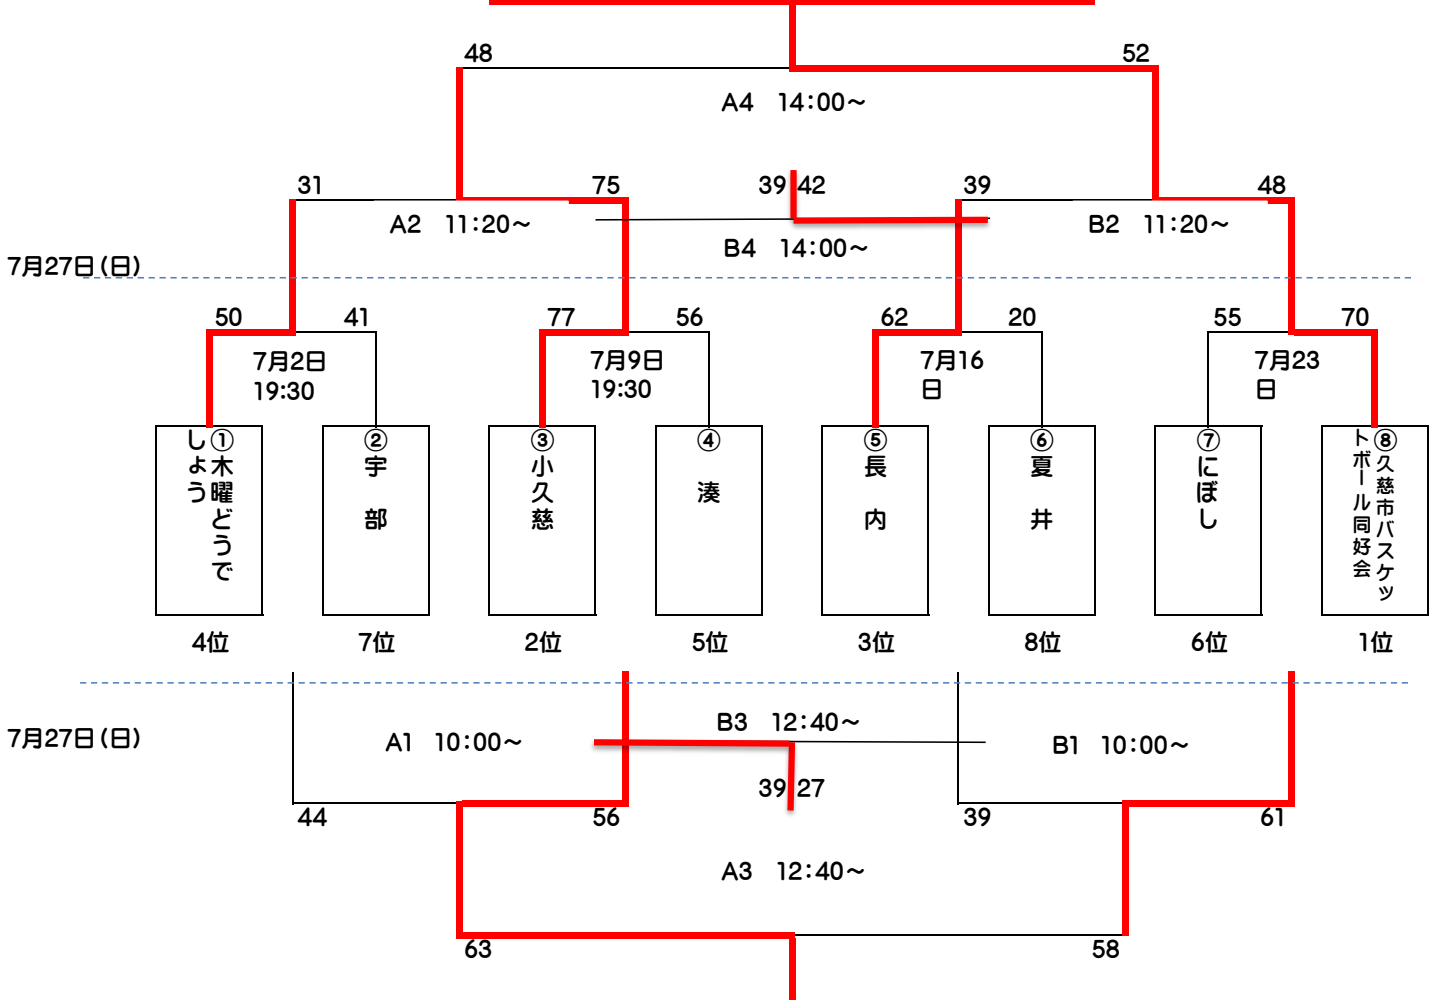 48
52
A4　14:00～
31
75
39
42
39
48
A2　11:20～
B4　14:00～
B2　11:20～
7月27日(日)
50
41
77
56
62
20
55
70
7月2日
19:30
7月9日
19:30
7月16
日
7月23
日
①木曜どうで
しょう
②宇　部
③小久慈
④　湊
⑤長　内
⑥夏　井
⑦にぼし
⑧久慈市バスケッ
トボール同好会
4位
7位
2位
5位
3位
8位
6位
1位
7月27日(日)
A1　10:00～
B3　12:40～
B1　10:00～
39
27
44
56
39
61
A3　12:40～
63
58